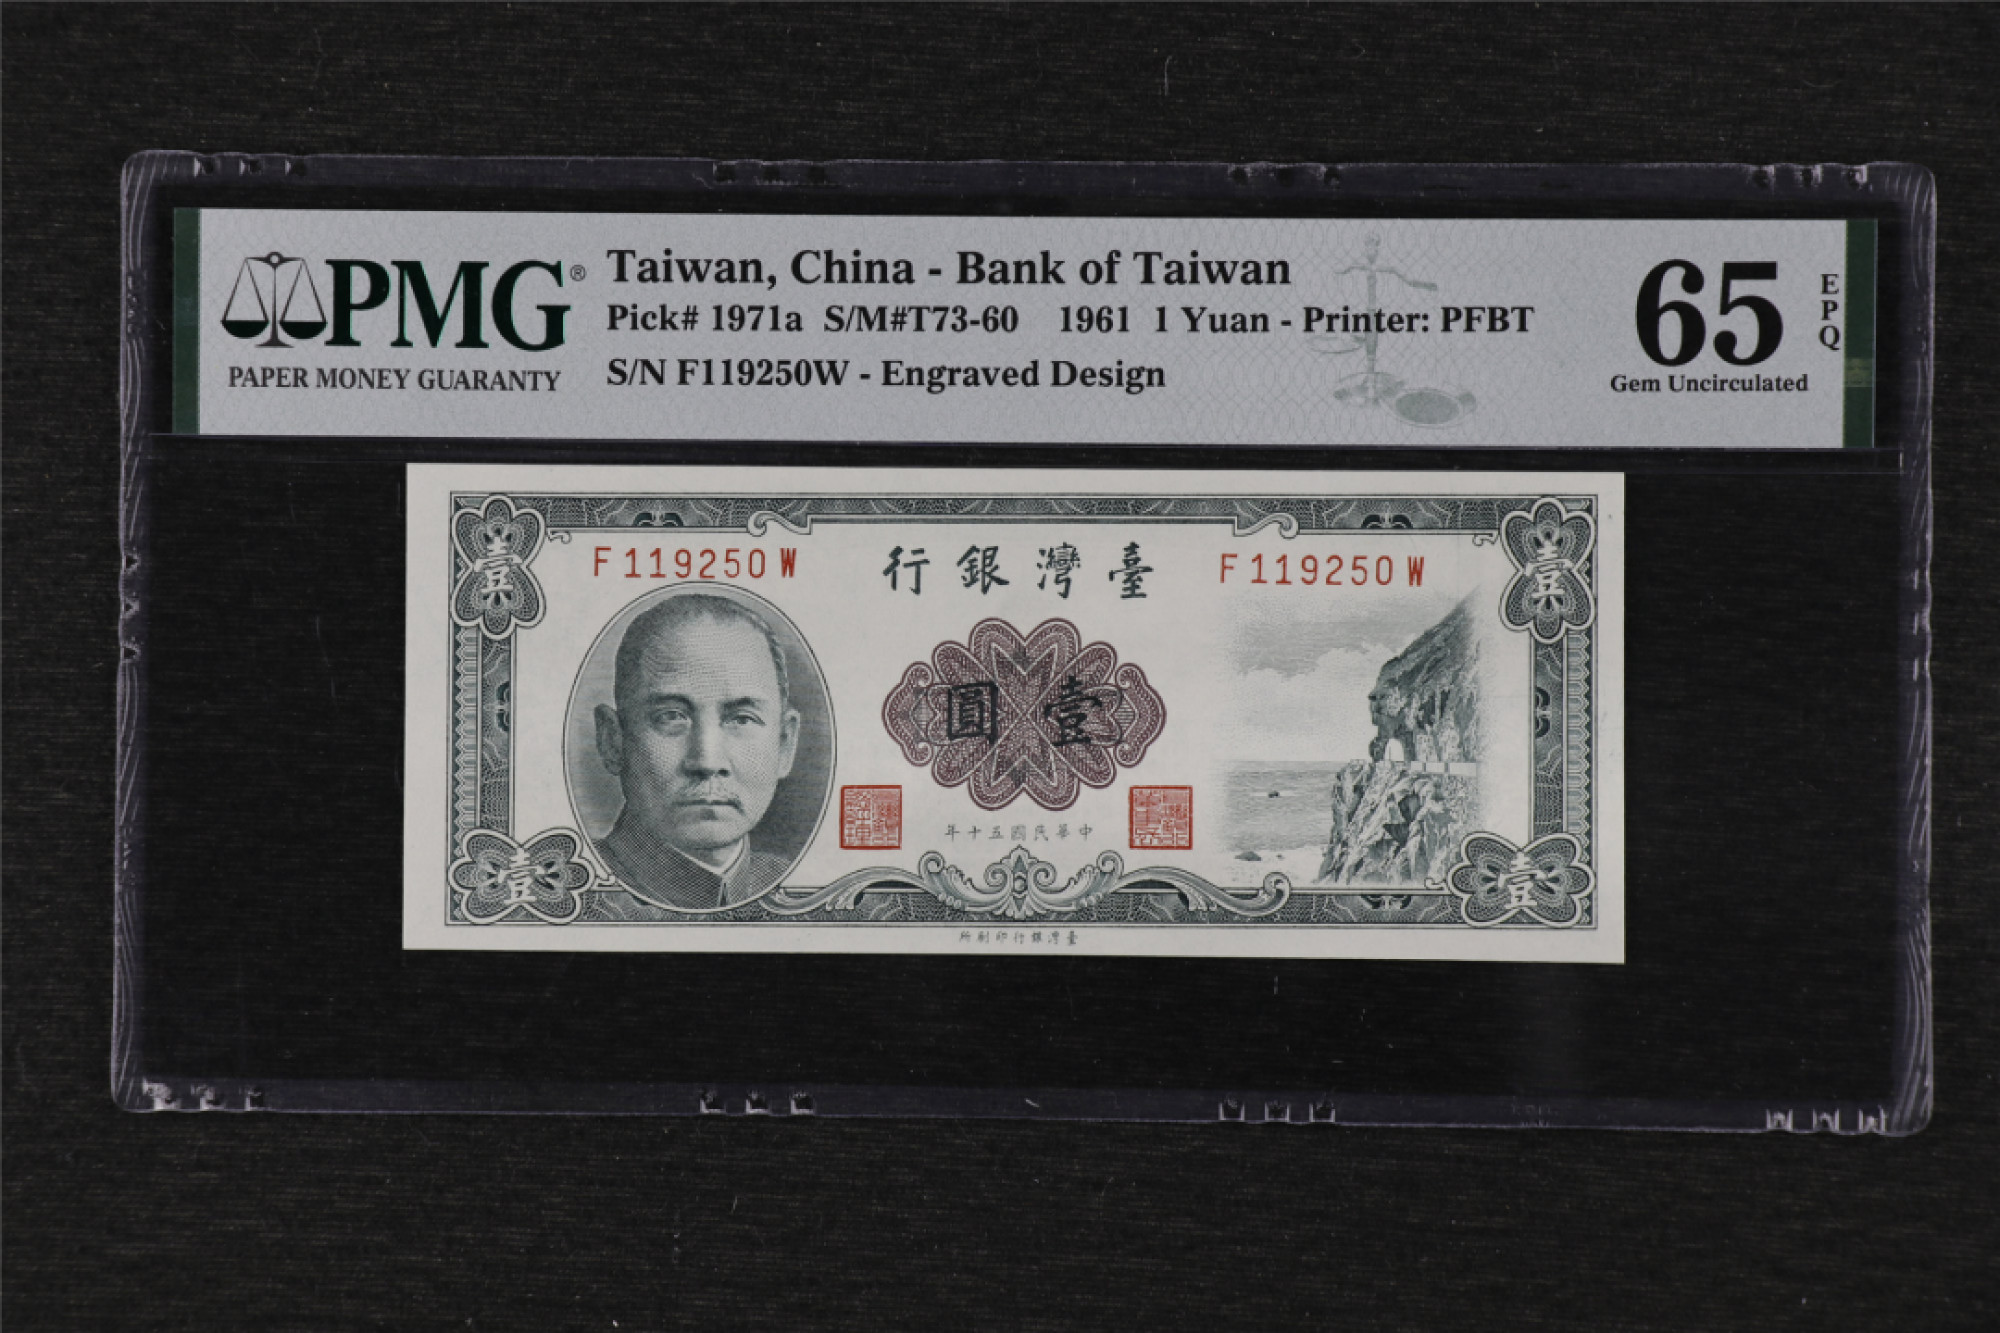 PMG®
PAPER MONEY GUARANTY
Taiwan, China - Bank of Taiwan
Pick# 1971a S/M#T73-60 1961 1 Yuan - Printer: PFBT
S/N F119250W - Engraved Design
65
EPQ
Gem Uncirculated
壹
壹
F119250W
行銀灣臺
F119250W
圓壹
年十五國民華中
壹
壹
所刷印行銀灣臺